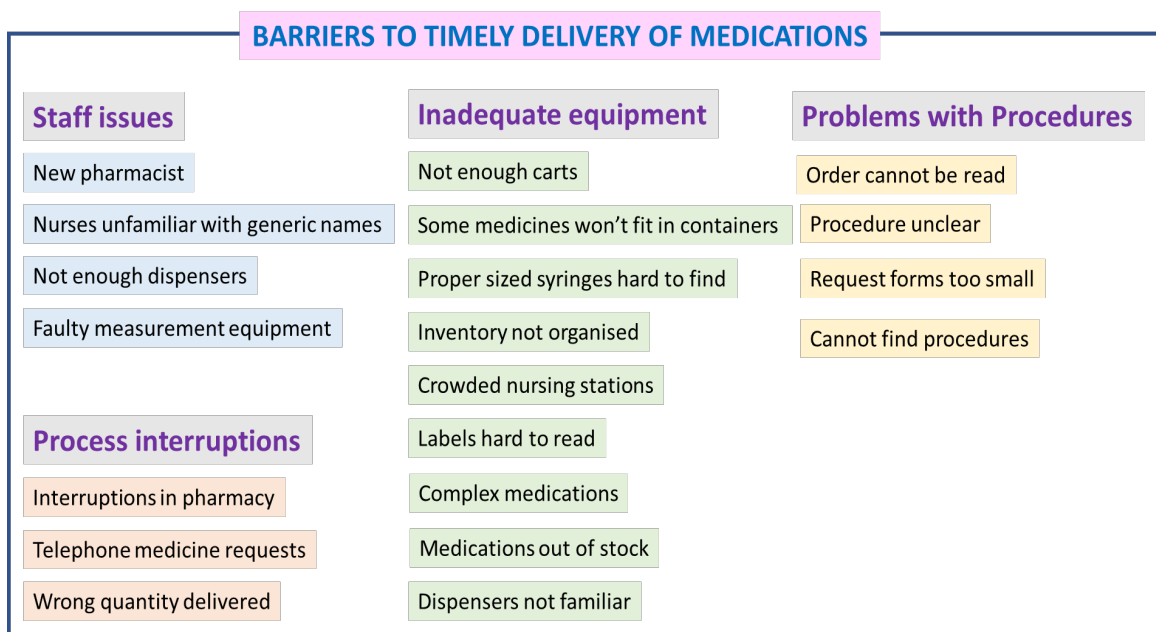 BARRIERS TO TIMELY DELIVERY OF MEDICATIONS
Staff issues
New pharmacist
Nurses unfamiliar with generic names
Not enough dispensers
Faulty measurement equipment
Process interruptions
Interruptions in pharmacy
Telephone medicine requests
Wrong quantity delivered
Inadequate equipment
Not enough carts
Some medicines won’t fit in containers
Proper sized syringes hard to find
Inventory not organised
Crowded nursing stations
Labels hard to read
Complex medications
Medications out of stock
Dispensers not familiar
Problems with Procedures
Order cannot be read
Procedure unclear
Request forms too small
Cannot find procedures